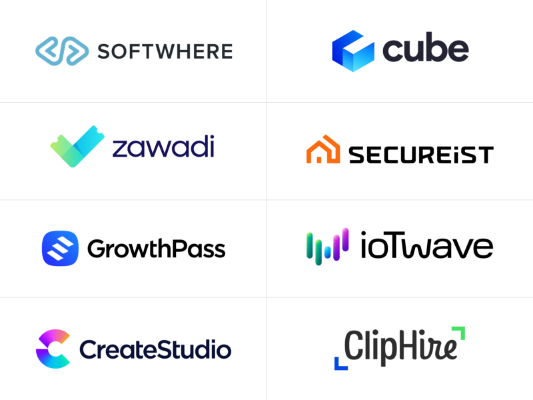 SOFTWHERE
cube
zawadi
SECUREiST
GrowthPass
ioTwave
CreateStudio
ClipHire